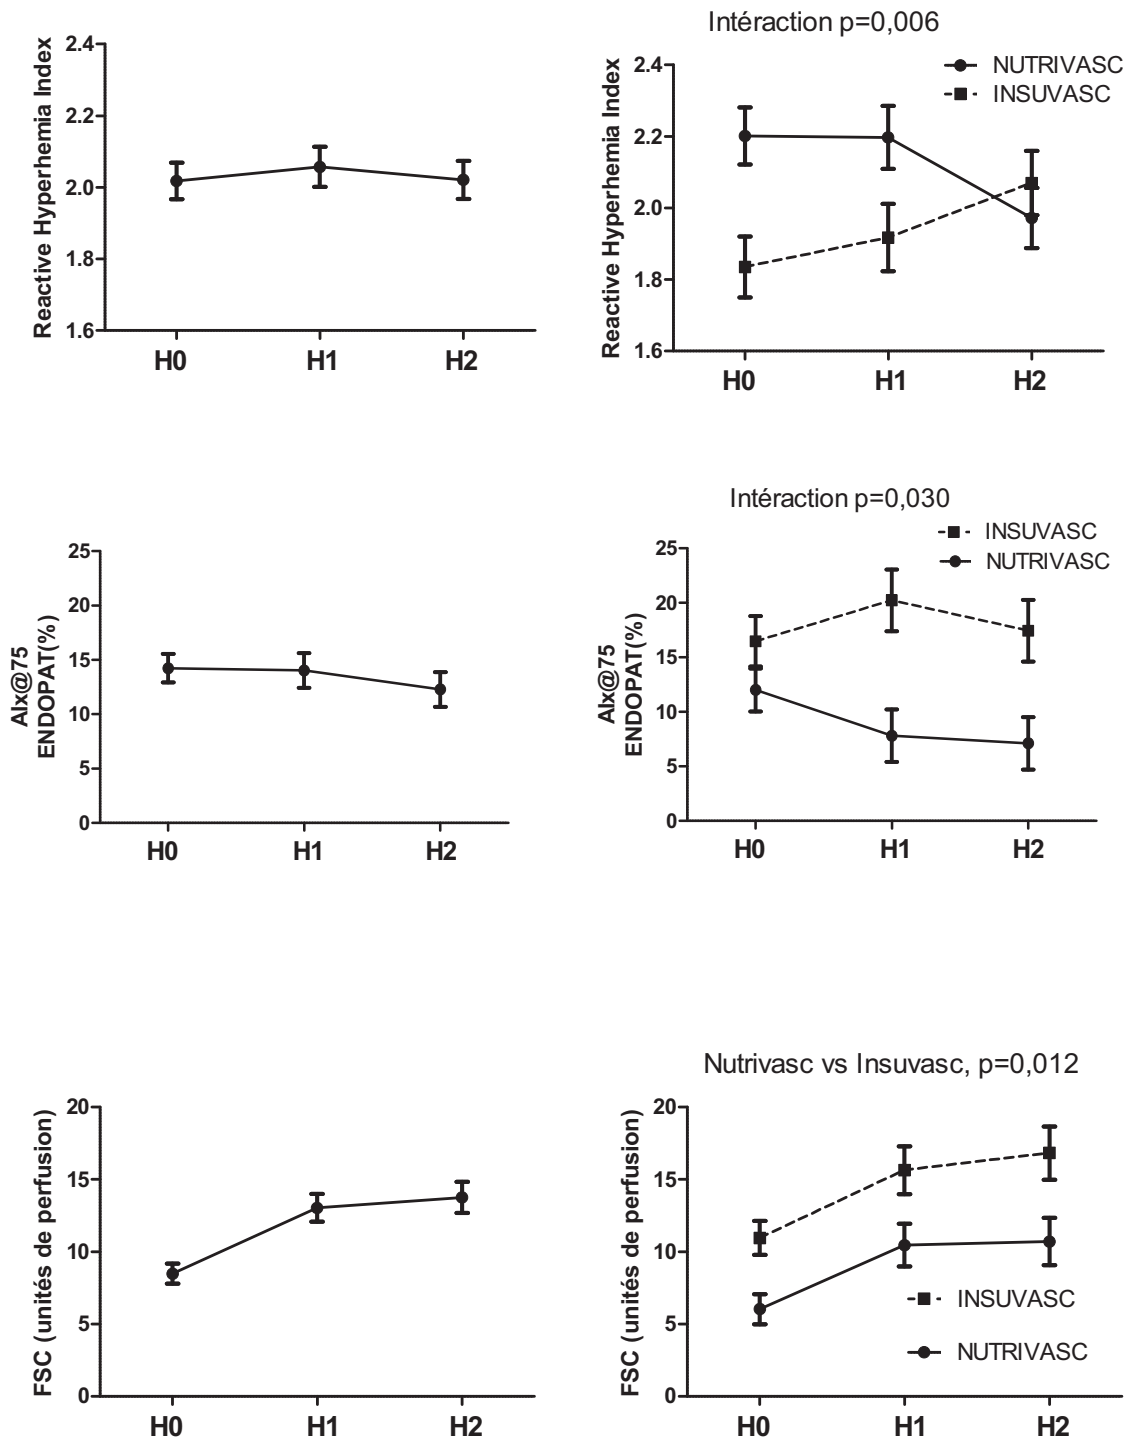 Reactive Hyperhemia Index
2.4
2.2
2.0
1.8
1.6
H0 H1 H2
Intéraction p=0,006
NUTRIVASC
INSUVASC
Reactive Hyperhemia Index
2.4
2.2
2.0
1.8
1.6
H0 H1 H2
AIx@75
ENDOPAT(%)
25
20
15
10
5
0
H0 H1 H2
Intéraction p=0,030
INSUVASC
NUTRIVASC
AIx@75
ENDOPAT(%)
25
20
15
10
5
0
H0 H1 H2
FSC (unités de perfusion)
20
15
10
5
0
H0 H1 H2
Nutrivasc vs Insuvasc, p=0,012
FSC (unités de perfusion)
20
15
10
5
0
INSUVASC
NUTRIVASC
H0 H1 H2